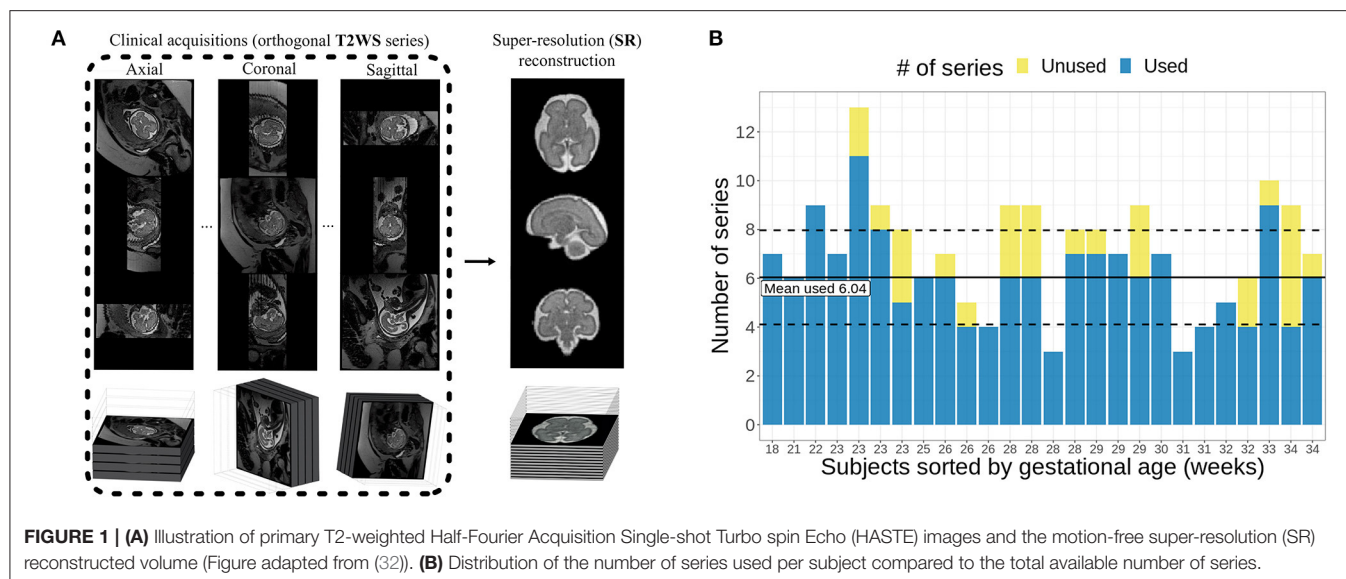 A
Clinical acquisitions (orthogonal T2WS series)
Axial
Coronal
Sagittal
...
...
Super-resolution (SR)
reconstruction
B
# of series Unused Used
Number of series
12
10
8
6
4
2
0
Mean used 6.04
18 21 22 23 23 23 23 25 26 26 26 28 28 28 28 29 29 29 30 31 31 32 32 33 34 34
Subjects sorted by gestational age (weeks)
FIGURE 1 | (A) Illustration of primary T2-weighted Half-Fourier Acquisition Single-shot Turbo spin Echo (HASTE) images and the motion-free super-resolution (SR)
reconstructed volume (Figure adapted from (32)). (B) Distribution of the number of series used per subject compared to the total available number of series.